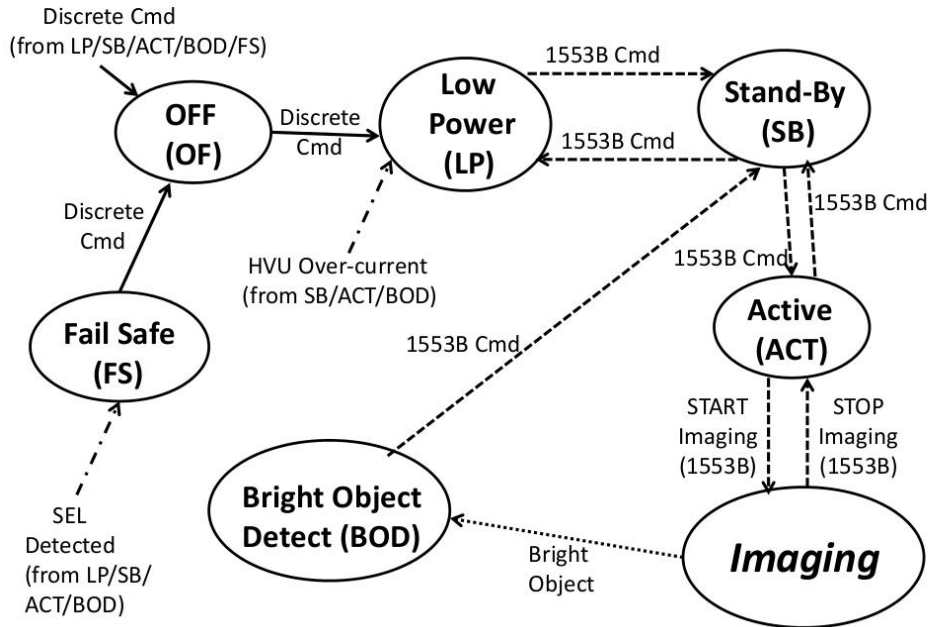 Discrete Cmd
(from LP/SB/ACT/BOD/FS)
OFF
(OF)
Discrete
Cmd
Low
Power
(LP)
1553B Cmd
1553B Cmd
Stand-By
(SB)
Discrete
Cmd
HVU Over-current
(from SB/ACT/BOD)
1553B Cmd
1553B Cmd
Fail Safe
(FS)
1553B Cmd
Active
(ACT)
START
Imaging
(1553B)
STOP
Imaging
(1553B)
SEL
Detected
(from LP/SB/
ACT/BOD)
Bright Object
Detect (BOD)
Bright
Object
Imaging